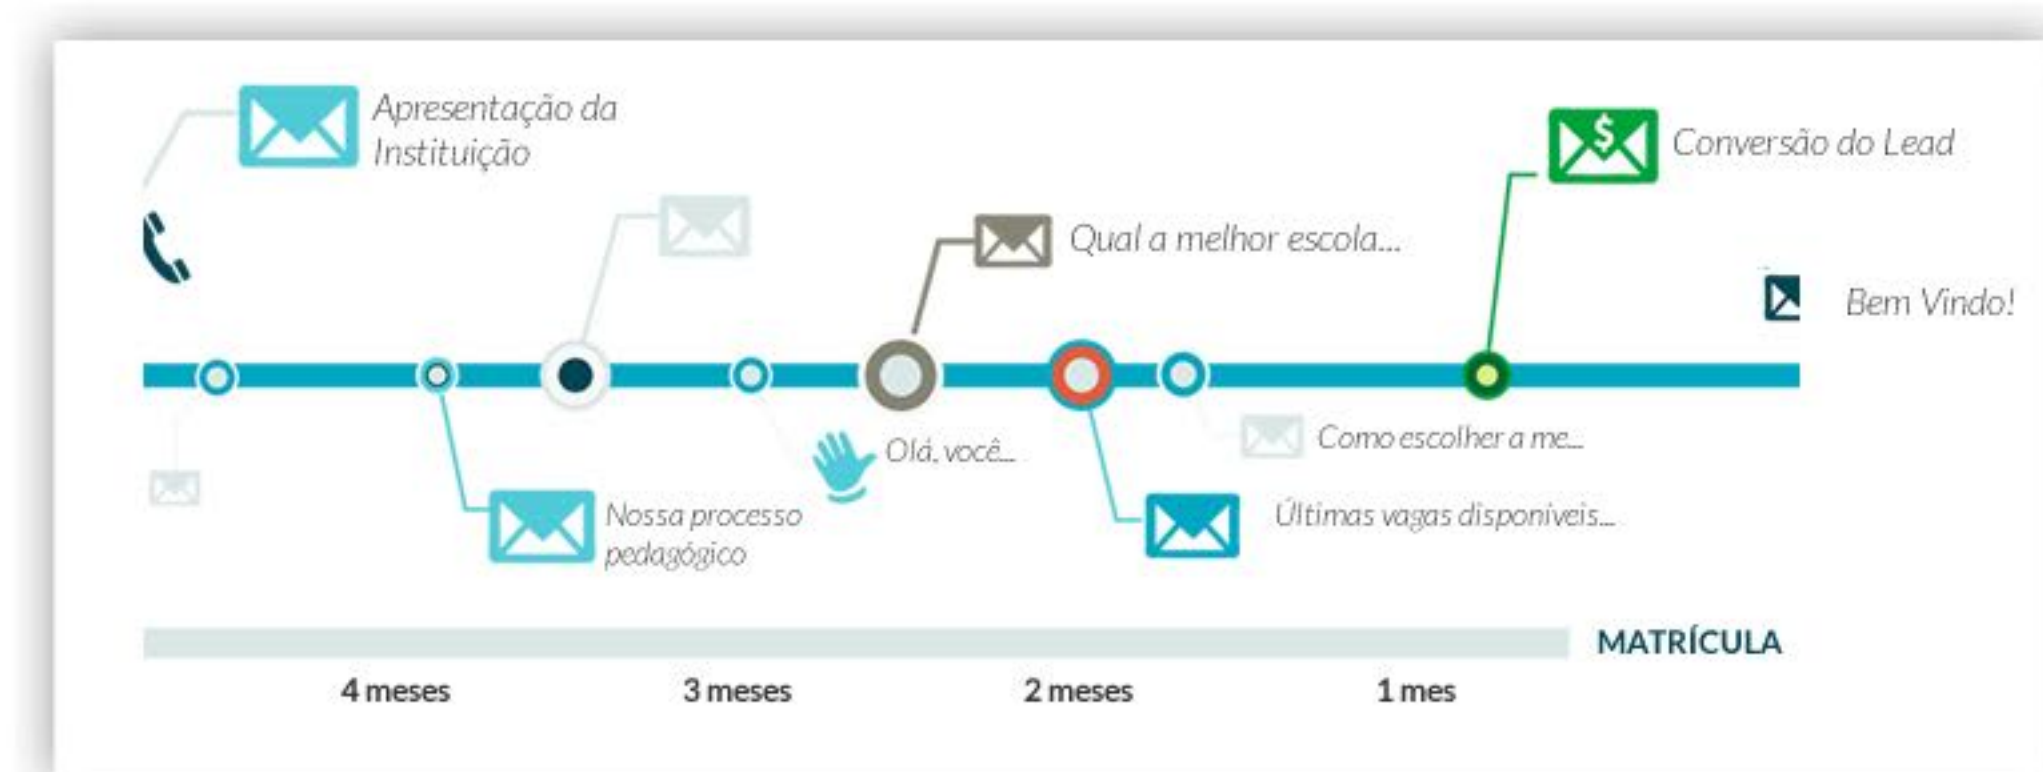 Apresentação da
Instituição
Conversão do Lead
Qual a melhor escola...
Bem Vindo!
Olá, você...
Como escolher a me...
Nossa processo
pedagógico
Últimas vagas disponíveis...
MATRÍCULA
4 meses
3 meses
2 meses
1 mes